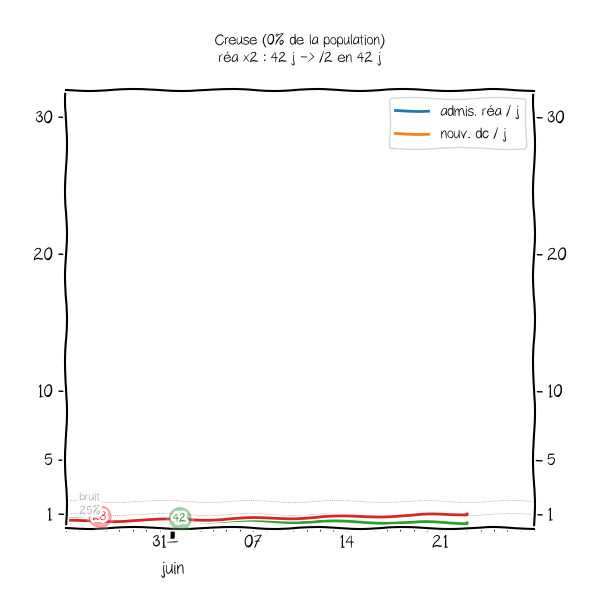 Creuse (0% de la population)
réa x2 : 42 j -> /2 en 42 j
admis. réa / j
nouv. dc / j
30
30
20
20
10
10
5
5
bruit
25%
42
1
1
31
07
14
21
juin